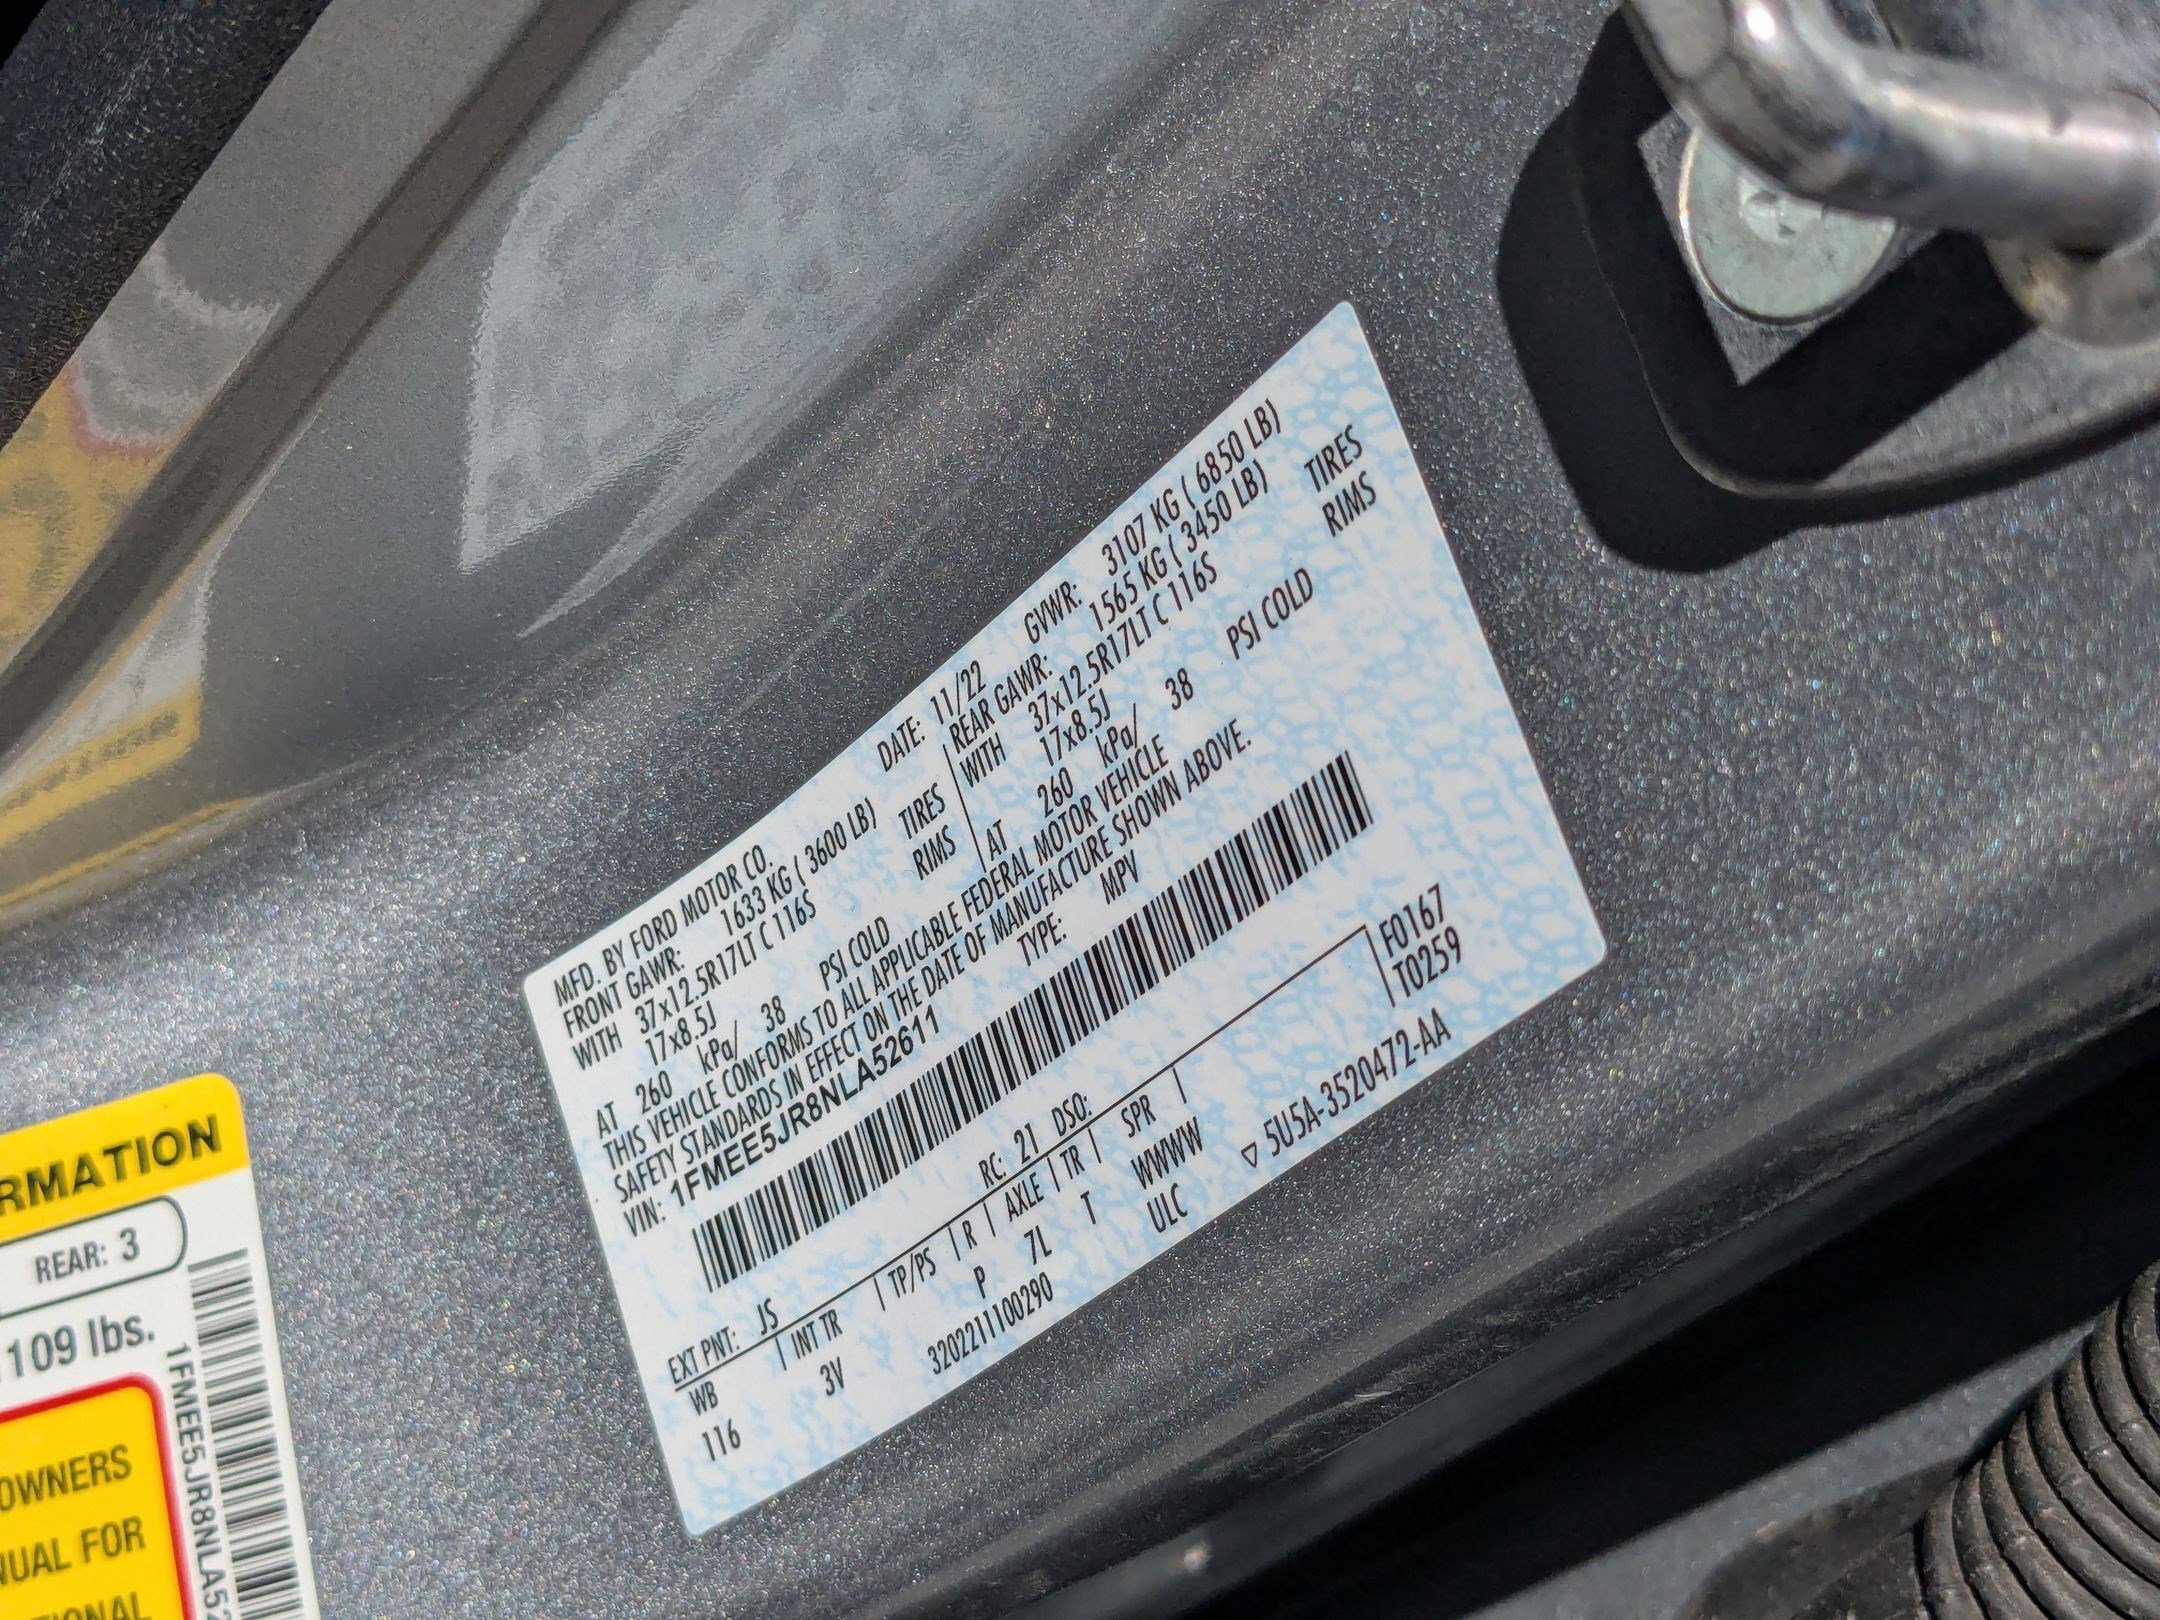 MFD. BY FORD MOTOR CO. DATE: 11/22 GVWR: 3107 KG ( 6850 LB)
FRONT GAWR: 1633 KG ( 3600 LB) REAR GAWR: 1565 KG ( 3450 LB)
WITH 37x12.5R17LT C 116S TIRES WITH 37x12.5R17LT C 116S TIRES
17x8.5J RIMS 17x8.5J RIMS
AT 260 kPa/ 38 PSI COLD AT 260 kPa/ 38 PSI COLD
THIS VEHICLE CONFORMS TO ALL APPLICABLE FEDERAL MOTOR VEHICLE
SAFETY STANDARDS IN EFFECT ON THE DATE OF MANUFACTURE SHOWN ABOVE.
VIN: 1FMEE5JR8NLA52611 TYPE: MPV
EXT PNT: JS RC: 21 DSO:
WB | INT TR | TP/PS | R | AXLE | TR | SPR | F0167
116 3V P 7L T WWWW T0259
3202211100290 ULC ▽ 5U5A-3520472-AA
RMATION
REAR: 3
109 lbs.
OWNERS
NUAL FOR
IONAL
1FMEE5JR8NLA52